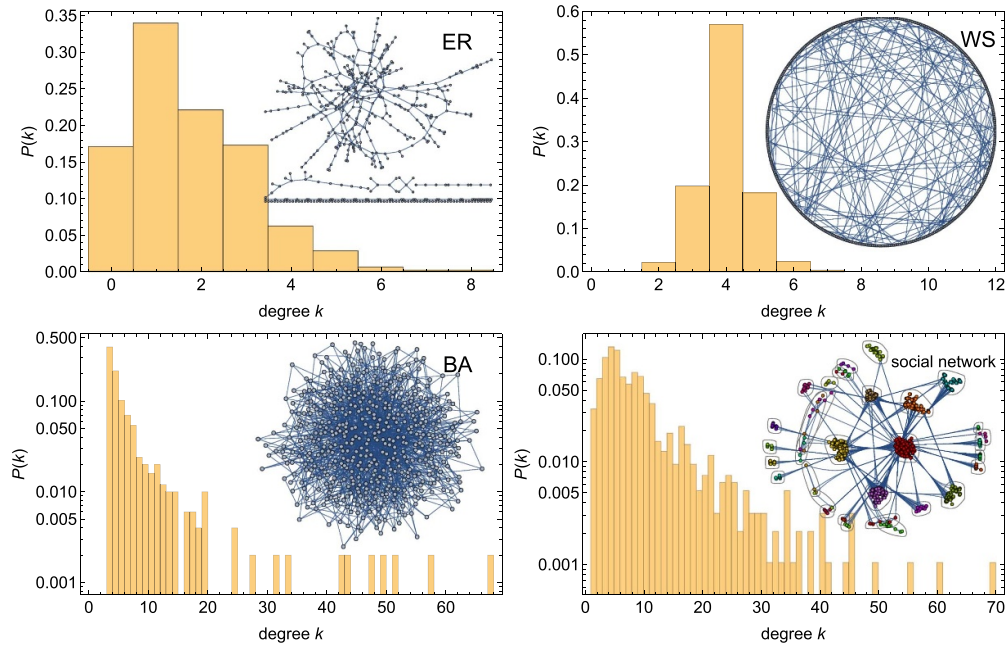 ER
0.35
0.30
0.25
0.20
0.15
0.10
0.05
0.00
P(k)
0 2 4 6 8
degree k
WS
0.6
0.5
0.4
0.3
0.2
0.1
0.0
P(k)
0 2 4 6 8 10 12
degree k
BA
0.500
0.100
0.050
0.010
0.005
0.001
P(k)
0 10 20 30 40 50 60
degree k
social network
0.100
0.050
0.010
0.005
0.001
P(k)
0 10 20 30 40 50 60 70
degree k